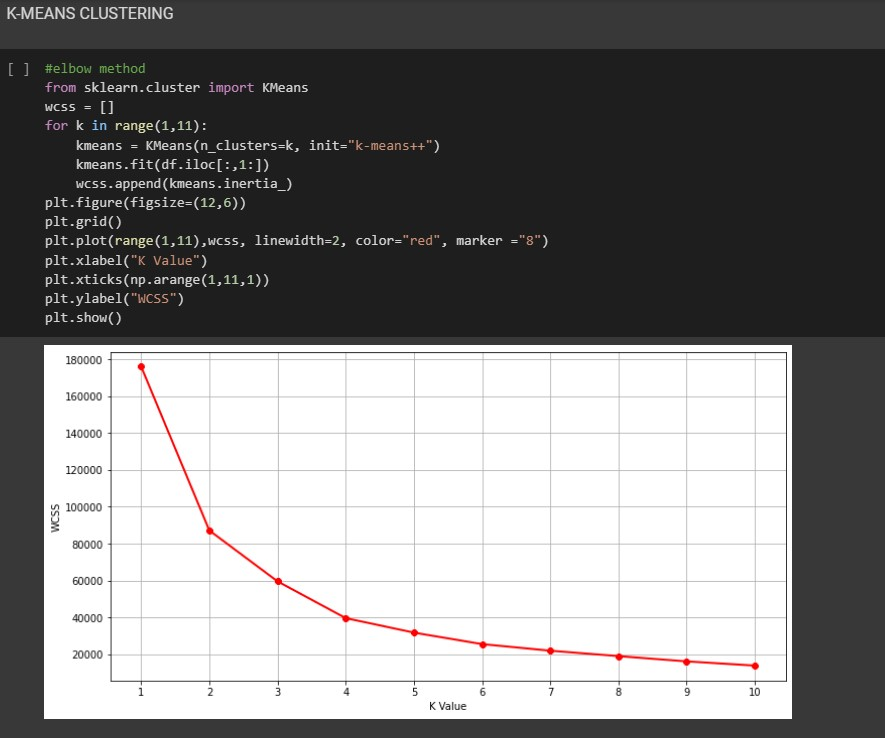 K-MEANS CLUSTERING
[ ] #elbow method
from sklearn.cluster import KMeans
wcss = []
for k in range(1,11):
    kmeans = KMeans(n_clusters=k, init="k-means++")
    kmeans.fit(df.iloc[:,1:])
    wcss.append(kmeans.inertia_)
plt.figure(figsize=(12,6))
plt.grid()
plt.plot(range(1,11),wcss, linewidth=2, color="red", marker ="8")
plt.xlabel("K Value")
plt.xticks(np.arange(1,11,1))
plt.ylabel("WCSS")
plt.show()
180000
160000
140000
120000
100000
80000
60000
40000
20000
WCSS
1 2 3 4 5 6 7 8 9 10
K Value